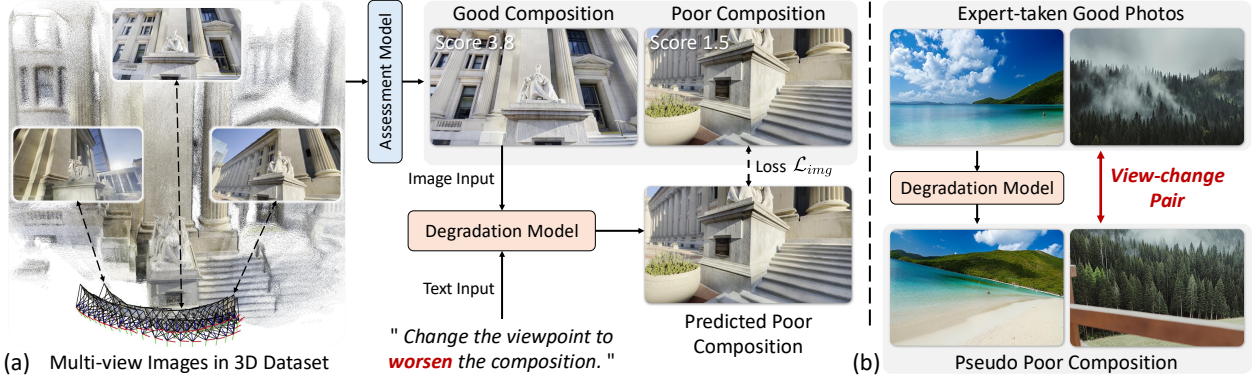 (a)
Multi-view Images in 3D Dataset
Assessment Model
Good Composition
Poor Composition
Score 3.8
Score 1.5
Image Input
Loss ℒ_img
Degradation Model
Text Input
" Change the viewpoint to
worsen the composition. "
Predicted Poor
Composition
(b)
Expert-taken Good Photos
Degradation Model
View-change
Pair
Pseudo Poor Composition